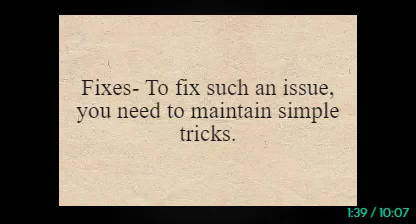 Fixes- To fix such an issue,
you need to maintain simple
tricks.
1:39 / 10:07